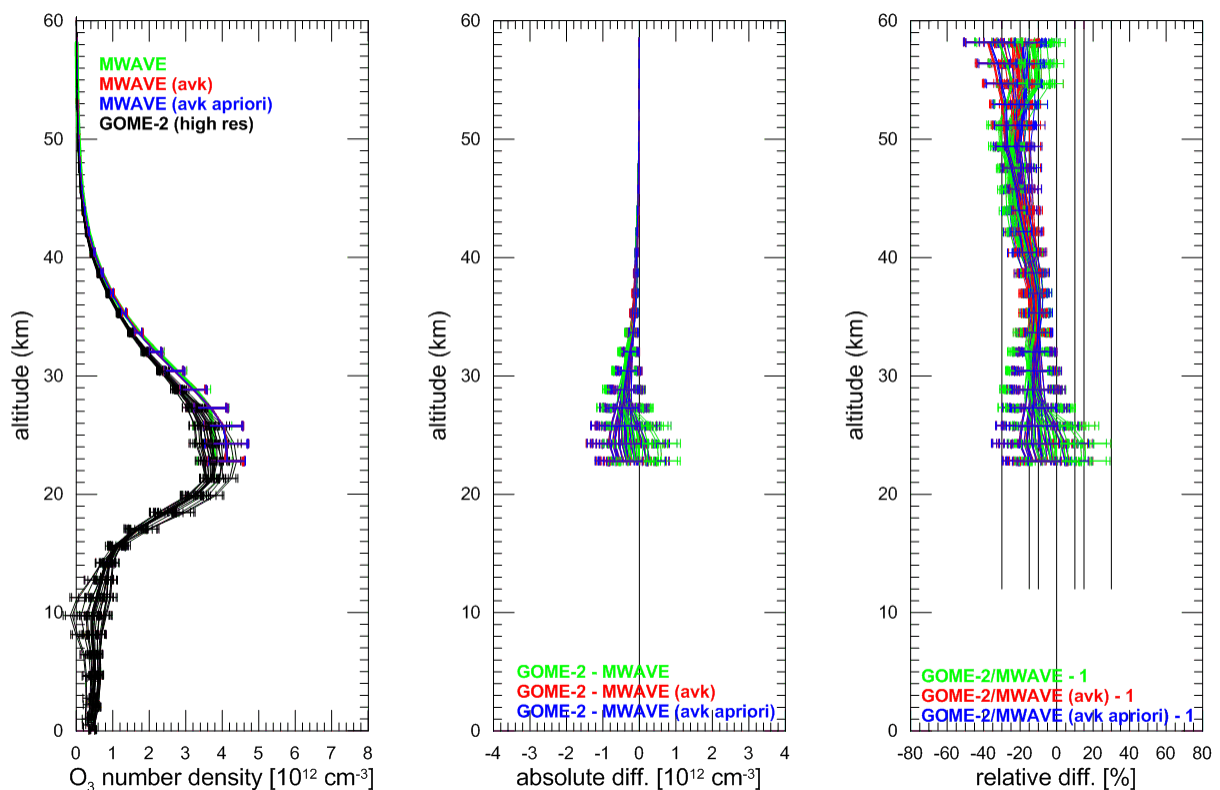 60
50
40
30
20
10
0
altitude (km)
MWAVE
MWAVE (avk)
MWAVE (avk apriori)
GOME-2 (high res)
0 1 2 3 4 5 6 7 8
O₃ number density [10¹² cm⁻³]
60
50
40
30
20
10
0
altitude (km)
GOME-2 - MWAVE
GOME-2 - MWAVE (avk)
GOME-2 - MWAVE (avk apriori)
-4 -3 -2 -1 0 1 2 3 4
absolute diff. [10¹² cm⁻³]
60
50
40
30
20
10
0
altitude (km)
GOME-2/MWAVE - 1
GOME-2/MWAVE (avk) - 1
GOME-2/MWAVE (avk apriori) - 1
-80 -60 -40 -20 0 20 40 60 80
relative diff. [%]